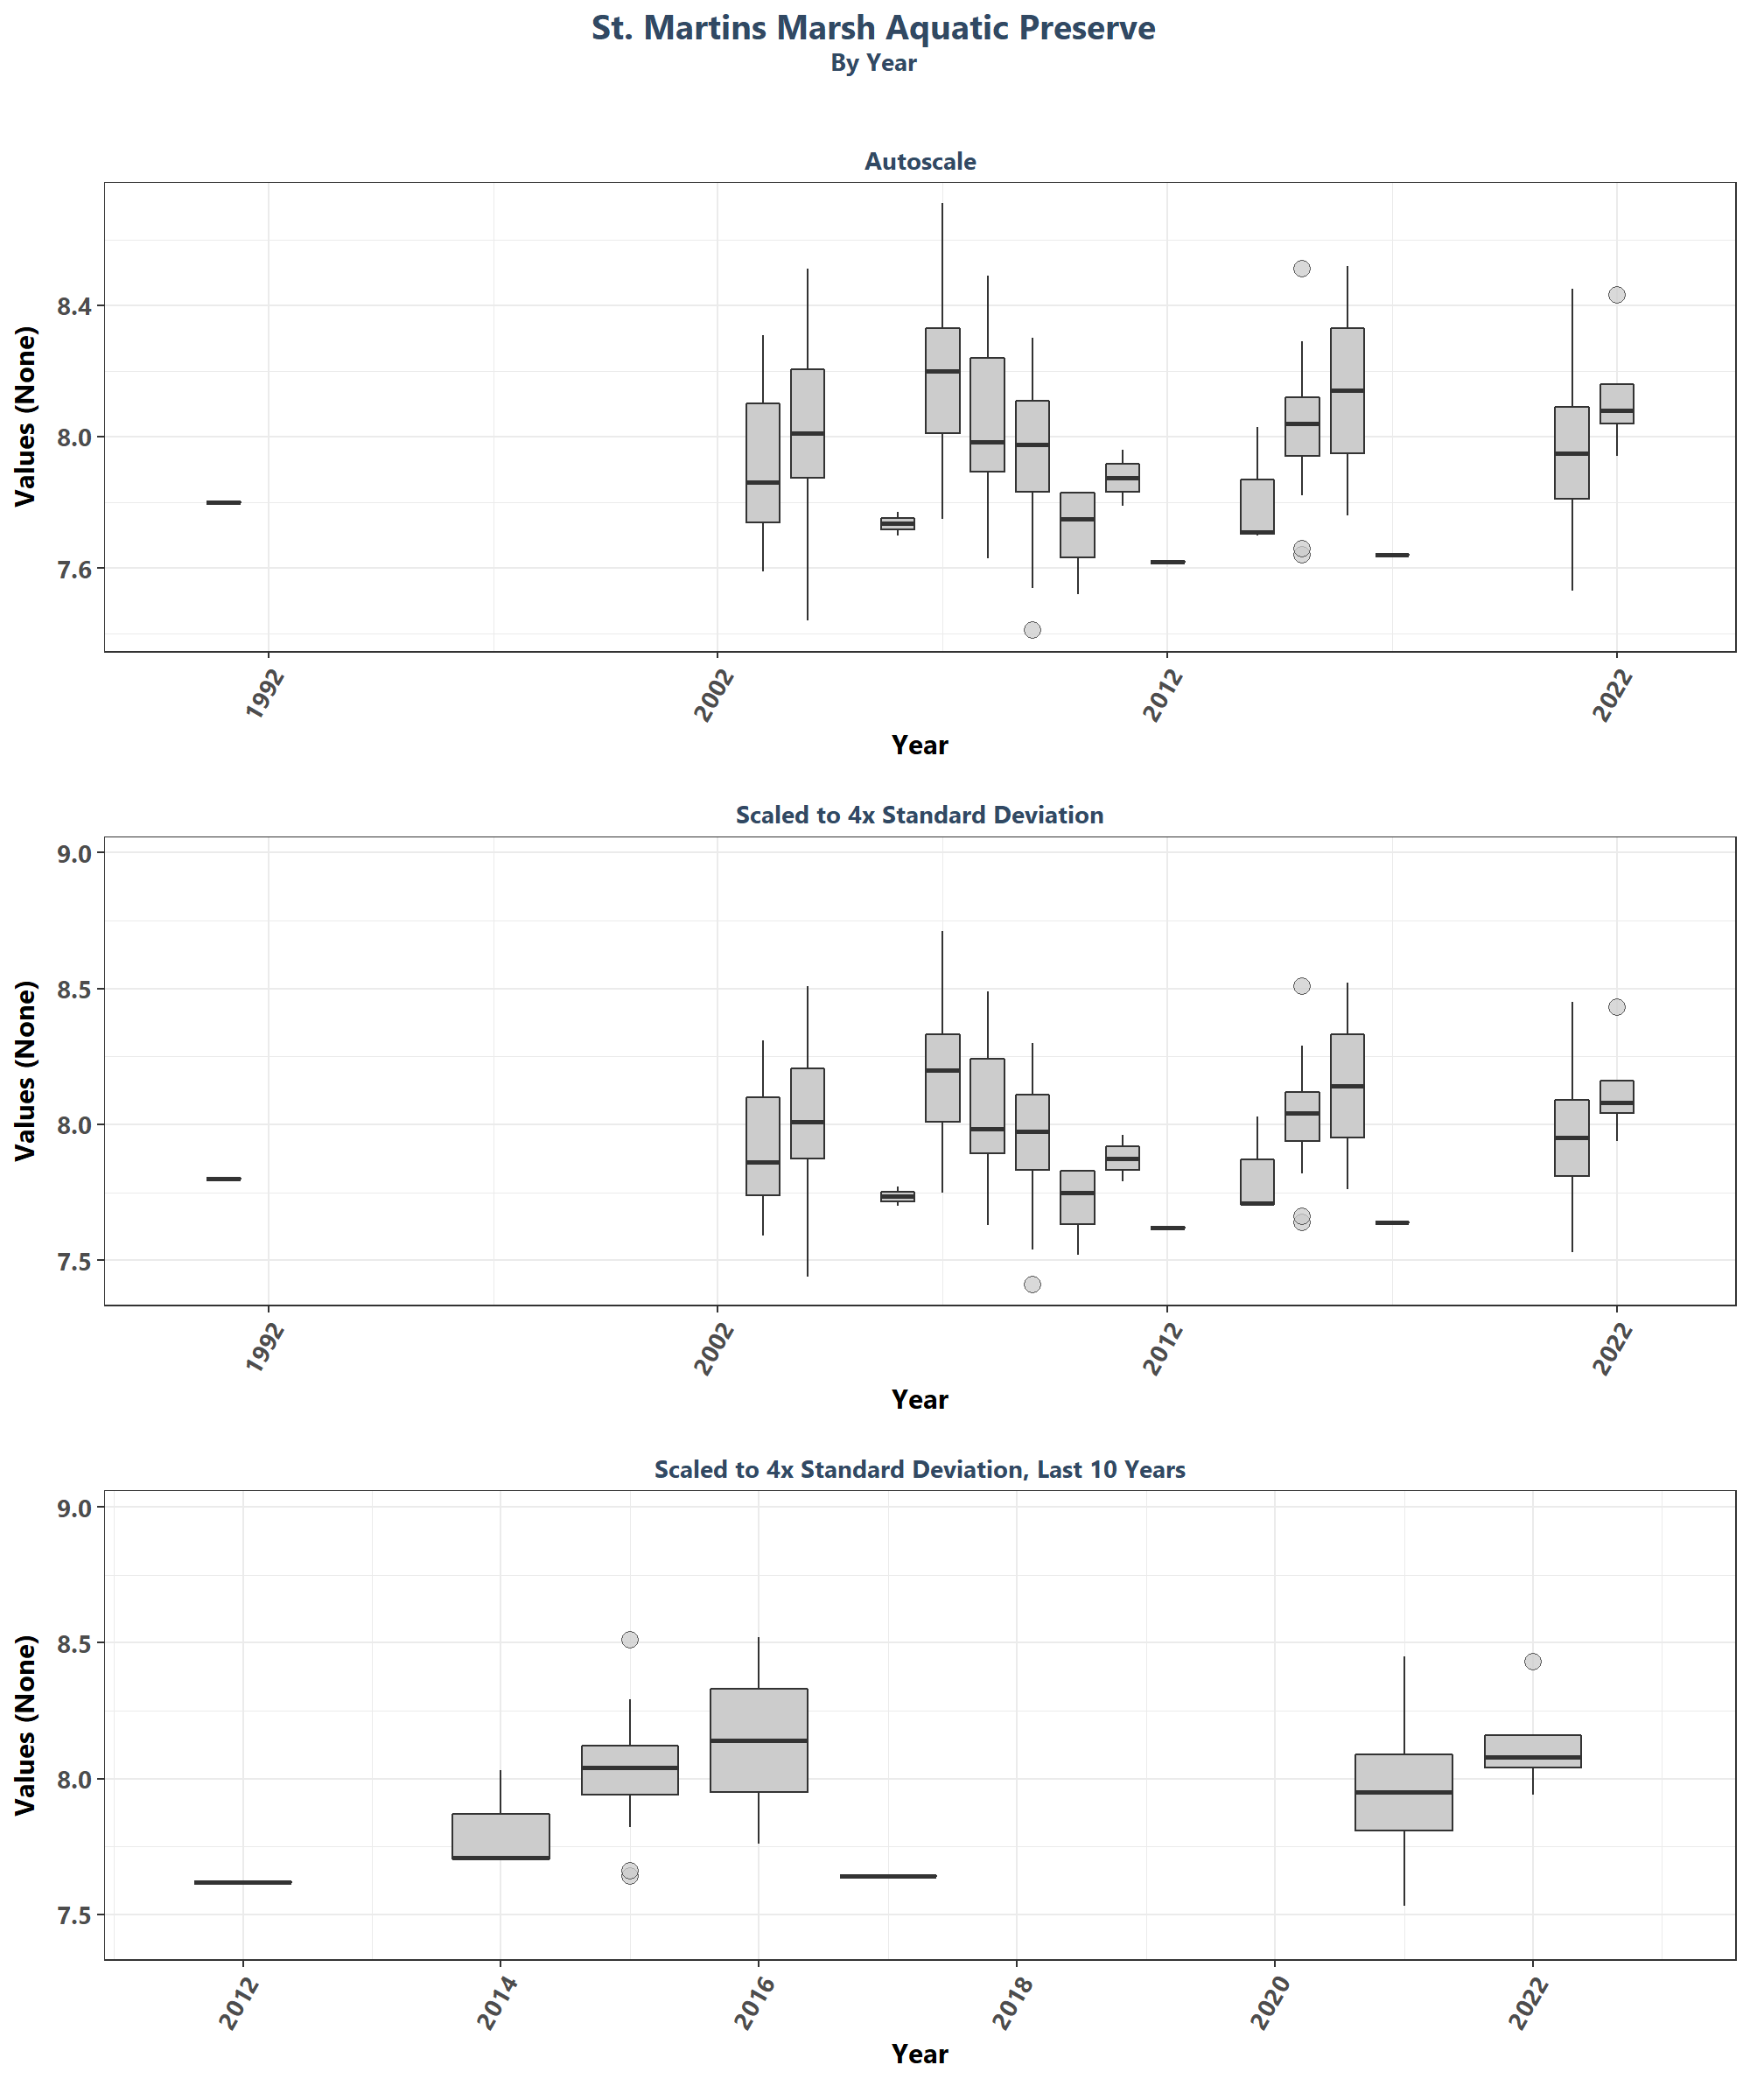 St. Martins Marsh Aquatic Preserve
By Year
Autoscale
Values (None)
8.4
8.0
7.6
1992
2002
2012
2022
Year
Scaled to 4x Standard Deviation
Values (None)
9.0
8.5
8.0
7.5
1992
2002
2012
2022
Year
Scaled to 4x Standard Deviation, Last 10 Years
Values (None)
9.0
8.5
8.0
7.5
2012
2014
2016
2018
2020
2022
Year